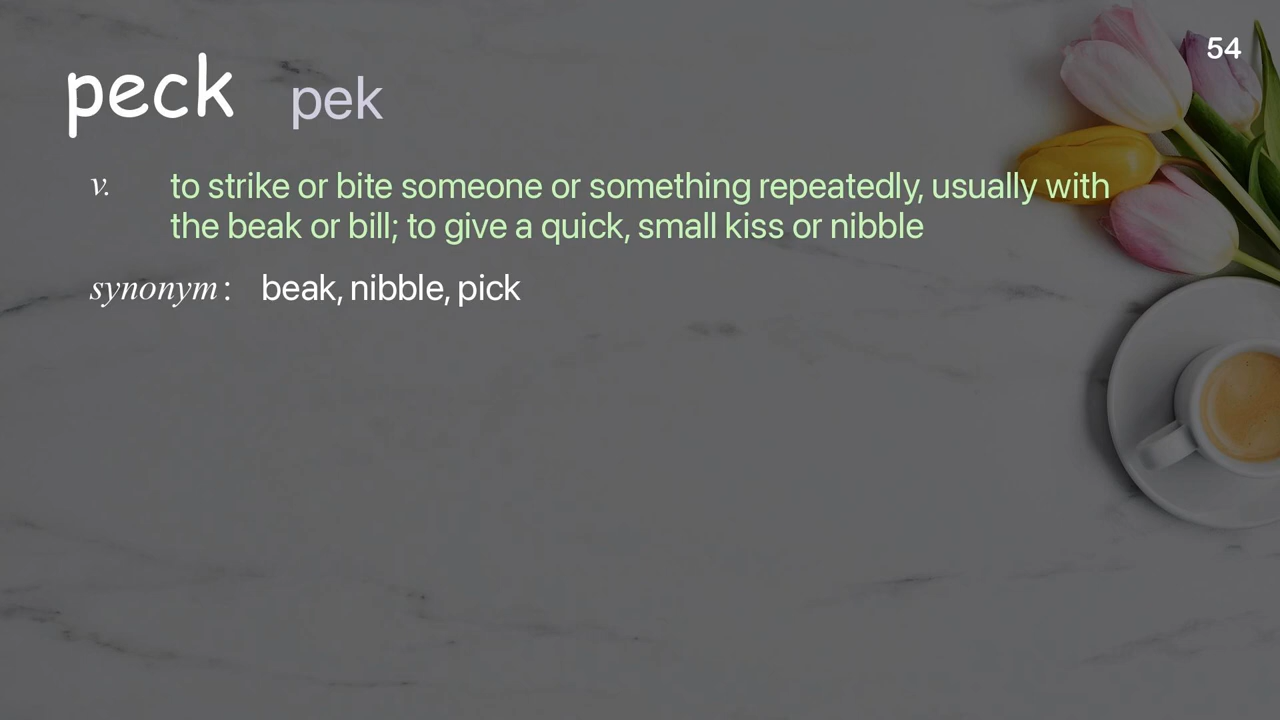 54
peck pek
v. to strike or bite someone or something repeatedly, usually with
the beak or bill; to give a quick, small kiss or nibble
synonym: beak, nibble, pick